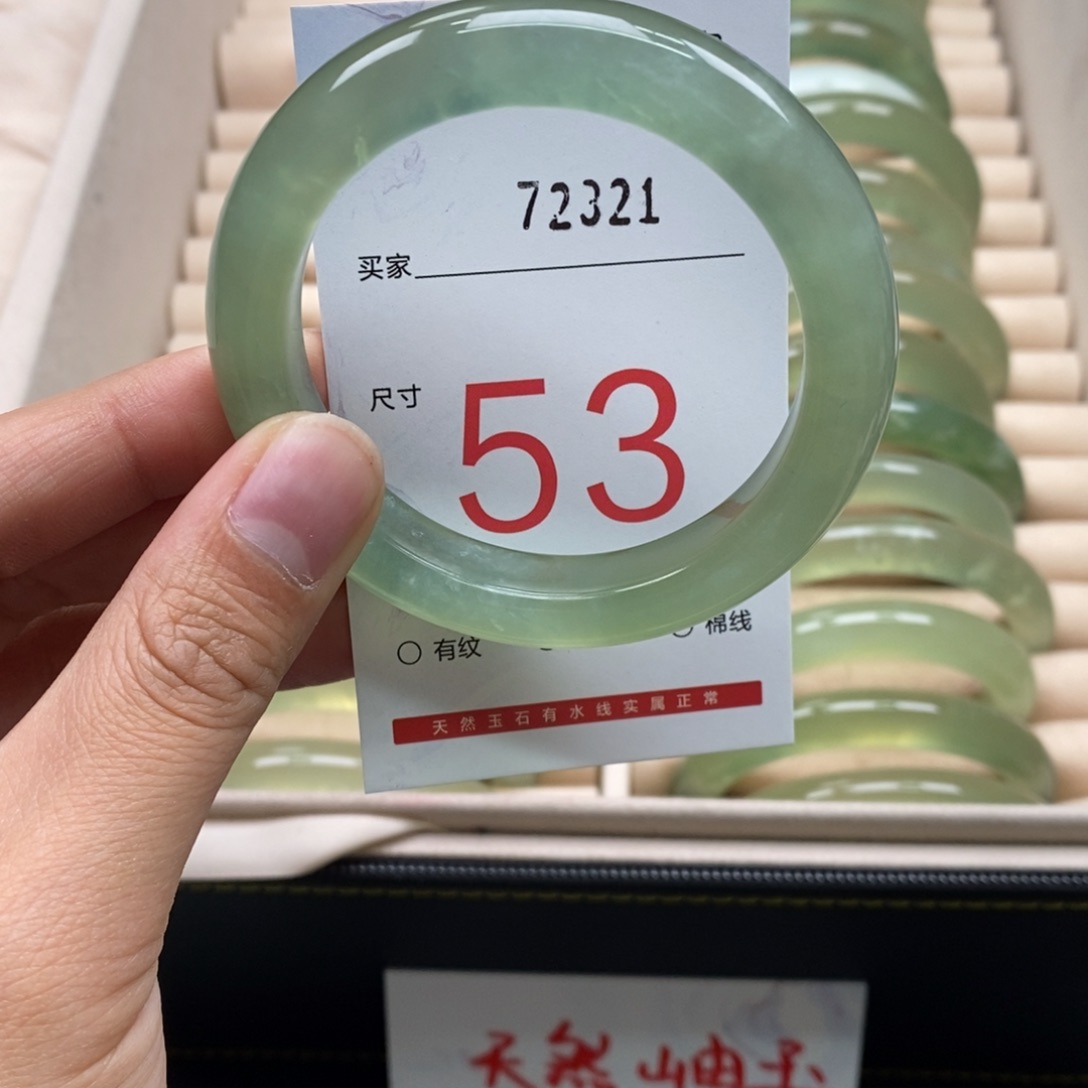 72321
买家
尺寸 53
有纹 棉线
天然玉石有水线实属正常
天然岫玉